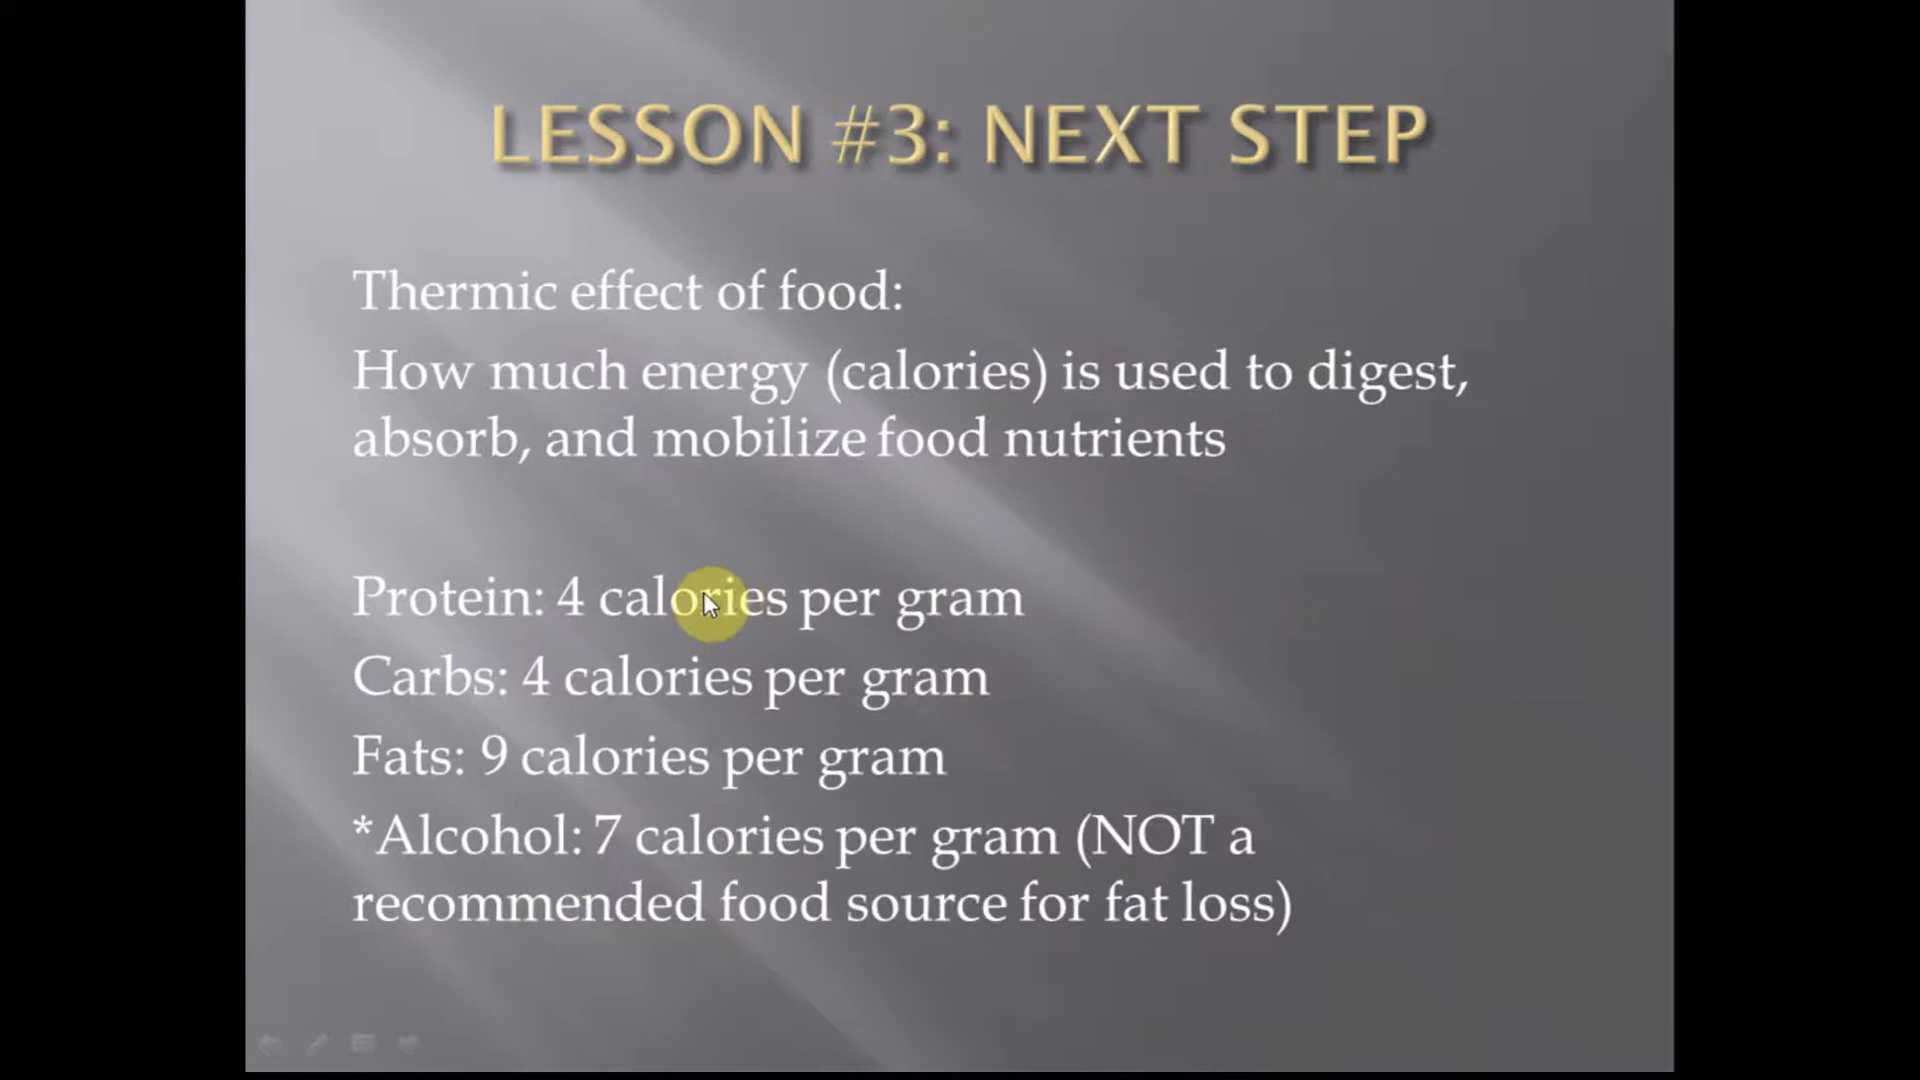 LESSON #3: NEXT STEP
Thermic effect of food:
How much energy (calories) is used to digest,
absorb, and mobilize food nutrients
Protein: 4 calories per gram
Carbs: 4 calories per gram
Fats: 9 calories per gram
*Alcohol: 7 calories per gram (NOT a
recommended food source for fat loss)